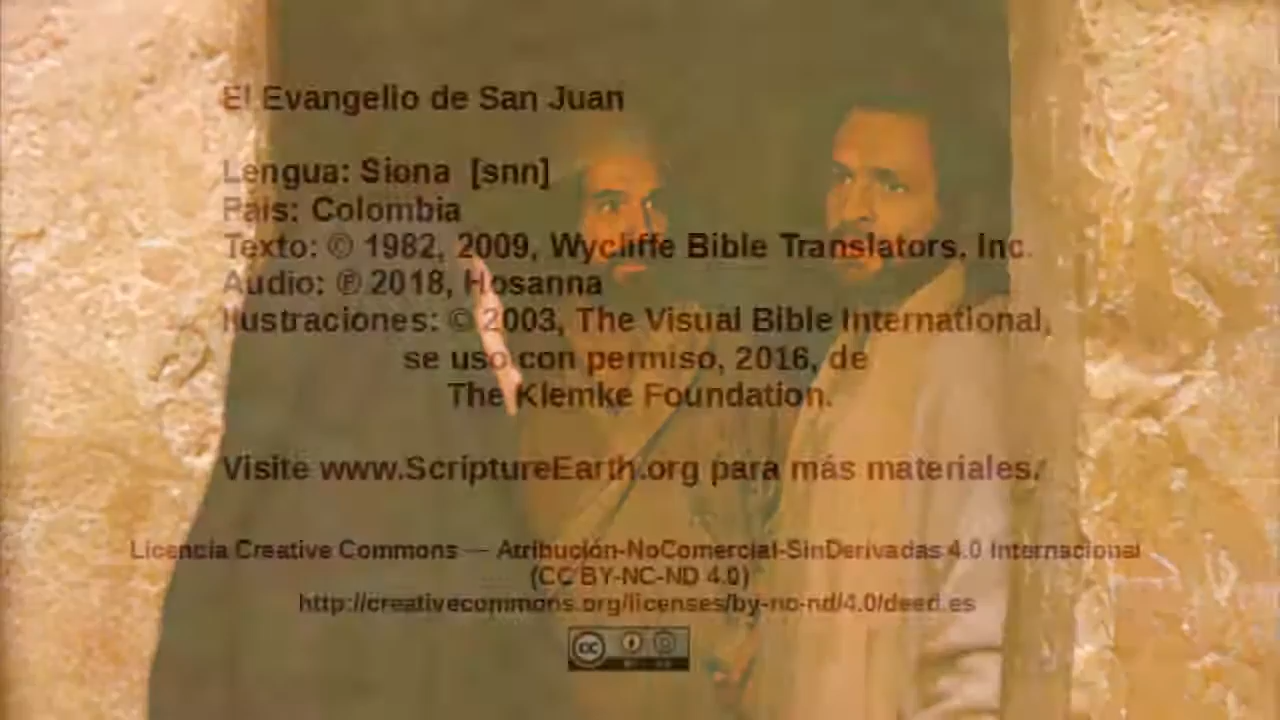 El Evangelio de San Juan
Lengua: Siona [snn]
País: Colombia
Texto: © 1982, 2009, Wycliffe Bible Translators, Inc.
Audio: ℗ 2018, Hosanna
Ilustraciones: © 2003, The Visual Bible International,
se uso con permiso, 2016, de
The Klemke Foundation.
Visite www.ScriptureEarth.org para más materiales.
Licencia Creative Commons — Atribución-NoComercial-SinDerivadas 4.0 Internacional
(CC BY-NC-ND 4.0)
http://creativecommons.org/licenses/by-nc-nd/4.0/deed.es
cc